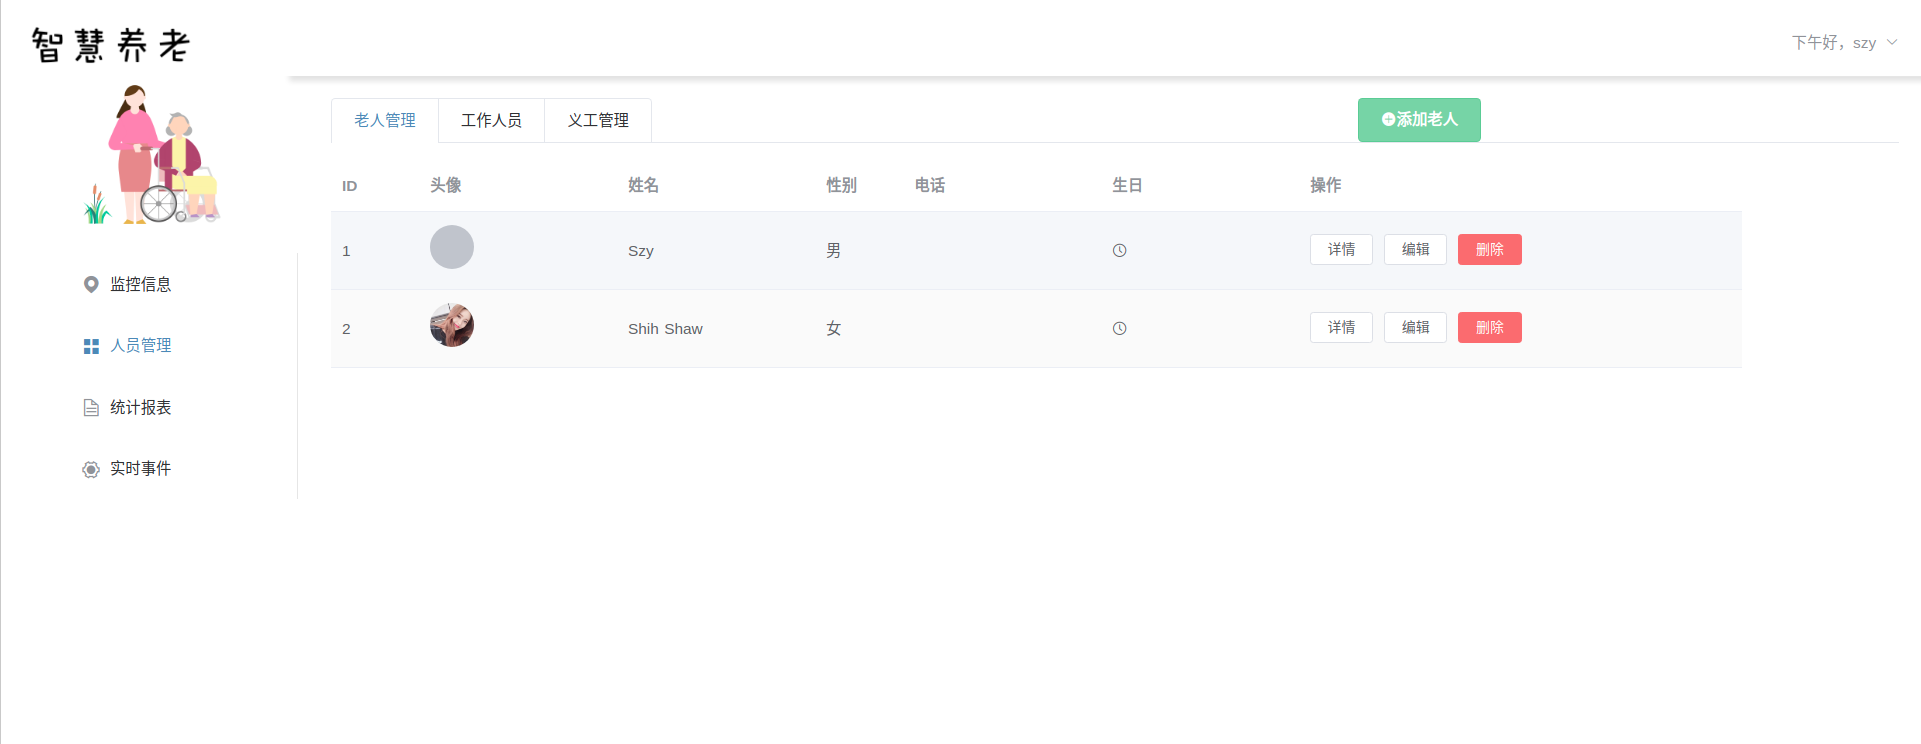 智慧养老
下午好，szy
老人管理 工作人员 义工管理 添加老人
ID 头像 姓名 性别 电话 生日 操作
1 Szy 男 详情 编辑 删除
2 Shih Shaw 女 详情 编辑 删除
监控信息
人员管理
统计报表
实时事件